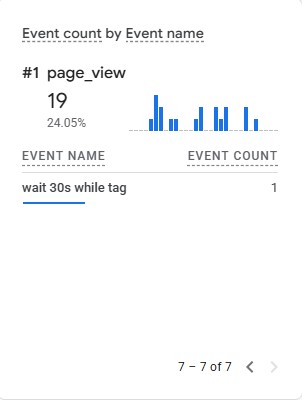 Event count by Event name
#1 page_view
19
24.05%
EVENT NAME EVENT COUNT
wait 30s while tag 1
7 – 7 of 7